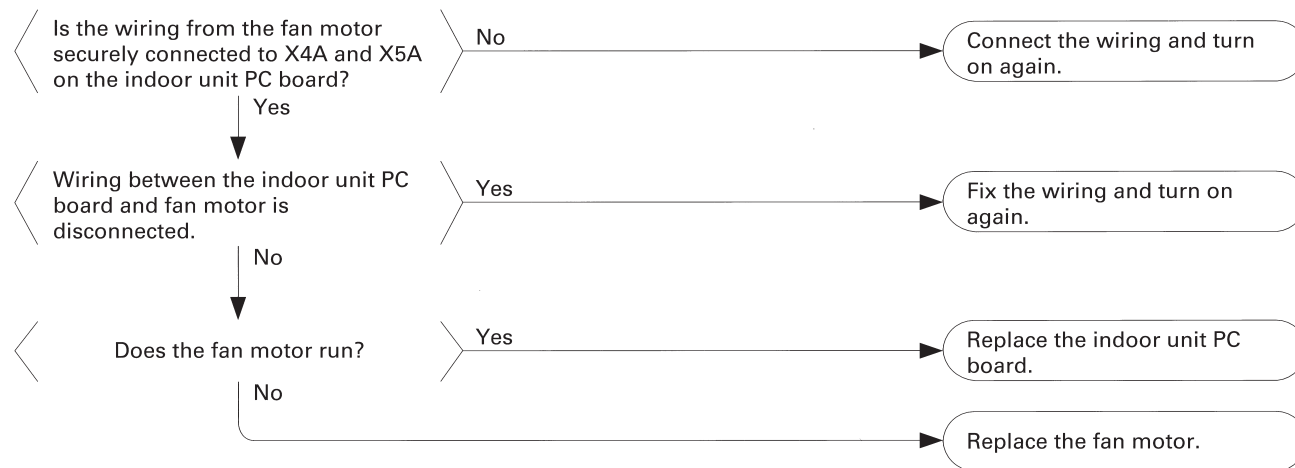 Is the wiring from the fan motor
securely connected to X4A and X5A
on the indoor unit PC board?
No
Connect the wiring and turn
on again.
Yes
Wiring between the indoor unit PC
board and fan motor is
disconnected.
Yes
Fix the wiring and turn on
again.
No
Does the fan motor run?
Yes
Replace the indoor unit PC
board.
No
Replace the fan motor.